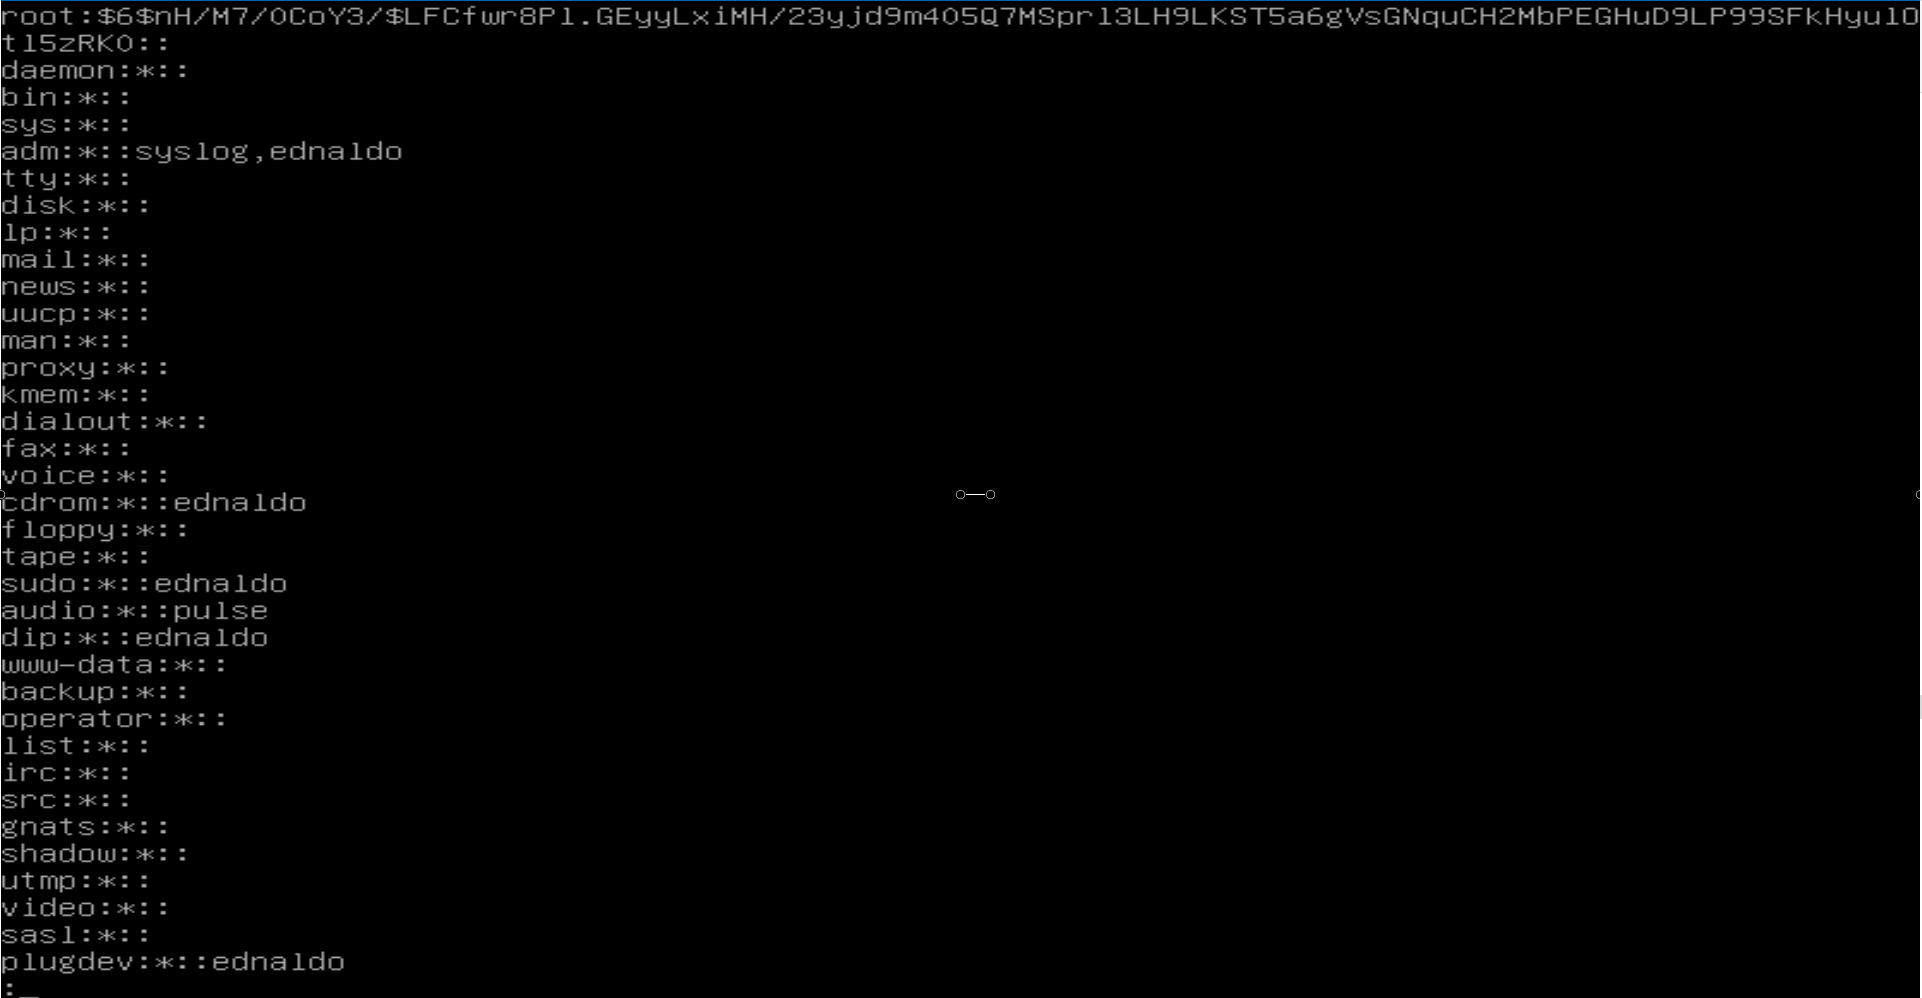 root:$6$nH/M7/OCoY3/$LFCfwr8Pl.GEyyLxiMH/23yjd9m4O5Q7MSprl3LH9LKST5a6gVsGNquCH2MbPEGHuD9LP99SFkHyulO
tl5zRKO::
daemon:*::
bin:*::
sys:*::
adm:*::syslog,ednaldo
tty:*::
disk:*::
lp:*::
mail:*::
news:*::
uucp:*::
man:*::
proxy:*::
kmem:*::
dialout:*::
fax:*::
voice:*::
cdrom:*::ednaldo
floppy:*::
tape:*::
sudo:*::ednaldo
audio:*::pulse
dip:*::ednaldo
www-data:*::
backup:*::
operator:*::
list:*::
irc:*::
src:*::
gnats:*::
shadow:*::
utmp:*::
video:*::
sasl:*::
plugdev:*::ednaldo
:_